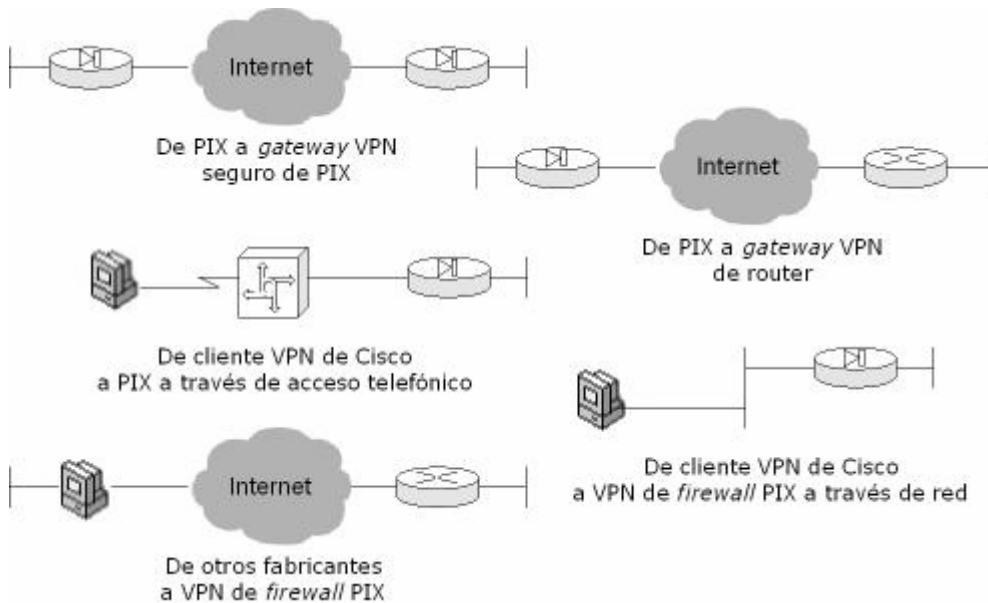 Internet
De PIX a gateway VPN
seguro de PIX
Internet
De PIX a gateway VPN
de router
De cliente VPN de Cisco
a PIX a través de acceso telefónico
De cliente VPN de Cisco
a VPN de firewall PIX a través de red
Internet
De otros fabricantes
a VPN de firewall PIX